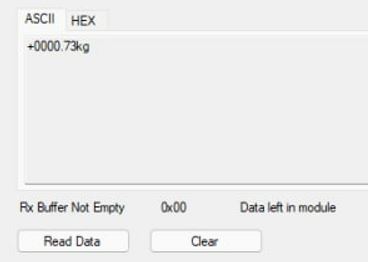 ASCII HEX
+0000.73kg
Rx Buffer Not Empty 0x00 Data left in module
Read Data Clear